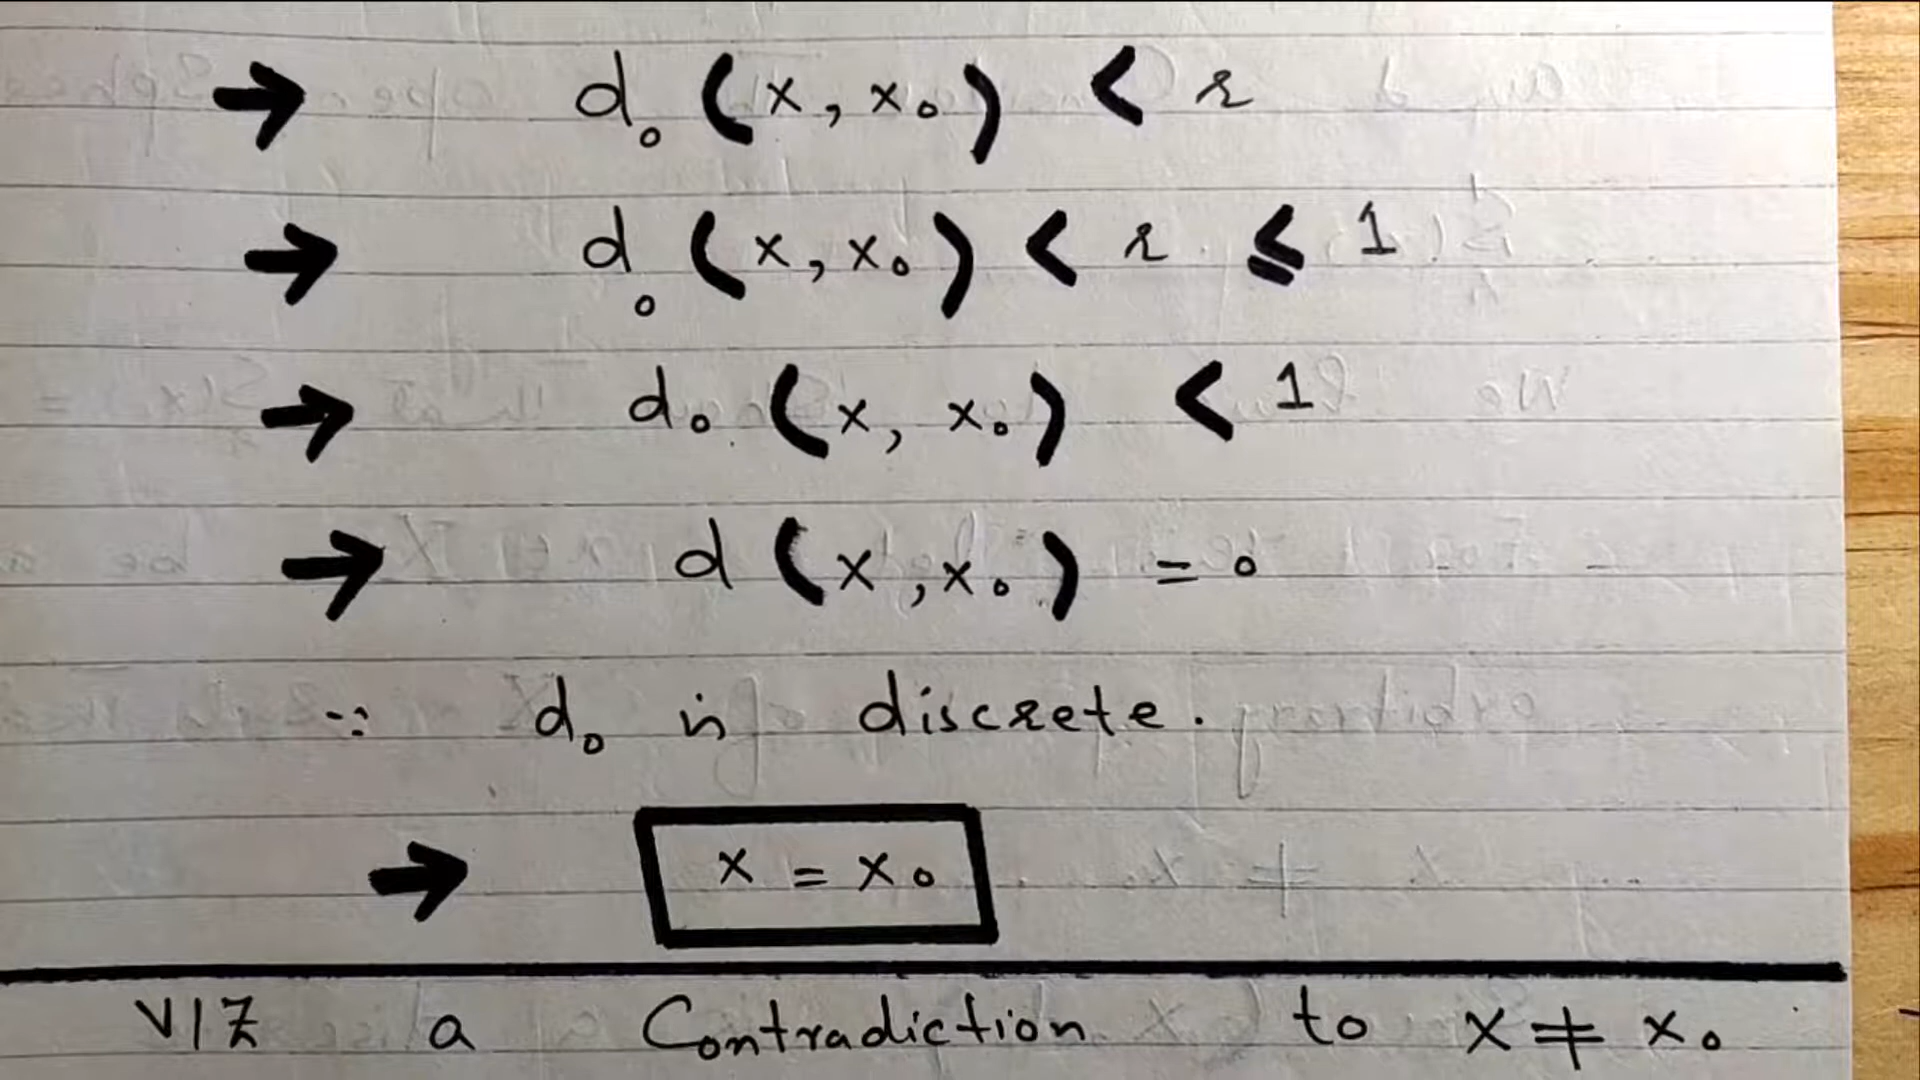 → d₀ (x, x₀) < r
→ d₀ (x, x₀) < r ≤ 1
→ d₀ (x, x₀) < 1
→ d (x, x₀) = 0
∵ d₀ is discrete.
→ x = x₀
VIZ a Contradiction to x ≠ x₀